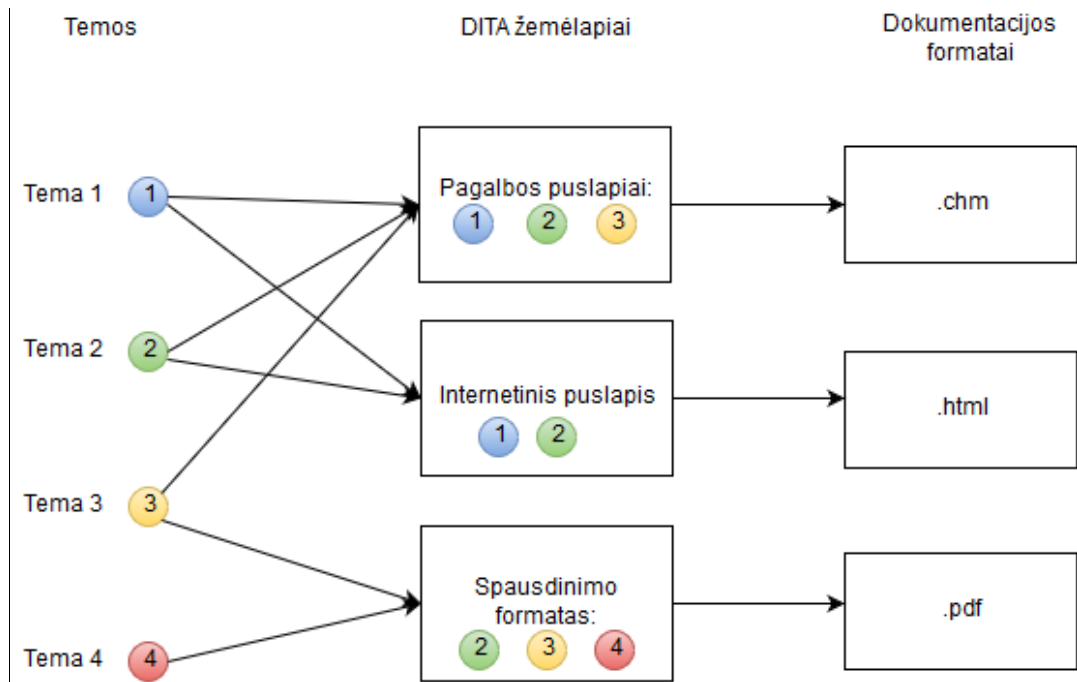 Temos
DITA žemėlapiai
Dokumentacijos
formatai
Tema 1
1
Pagalbos puslapiai:
1 2 3
.chm
Tema 2
2
Internetinis puslapis
1 2
.html
Tema 3
3
Spausdinimo
formatas:
2 3 4
.pdf
Tema 4
4